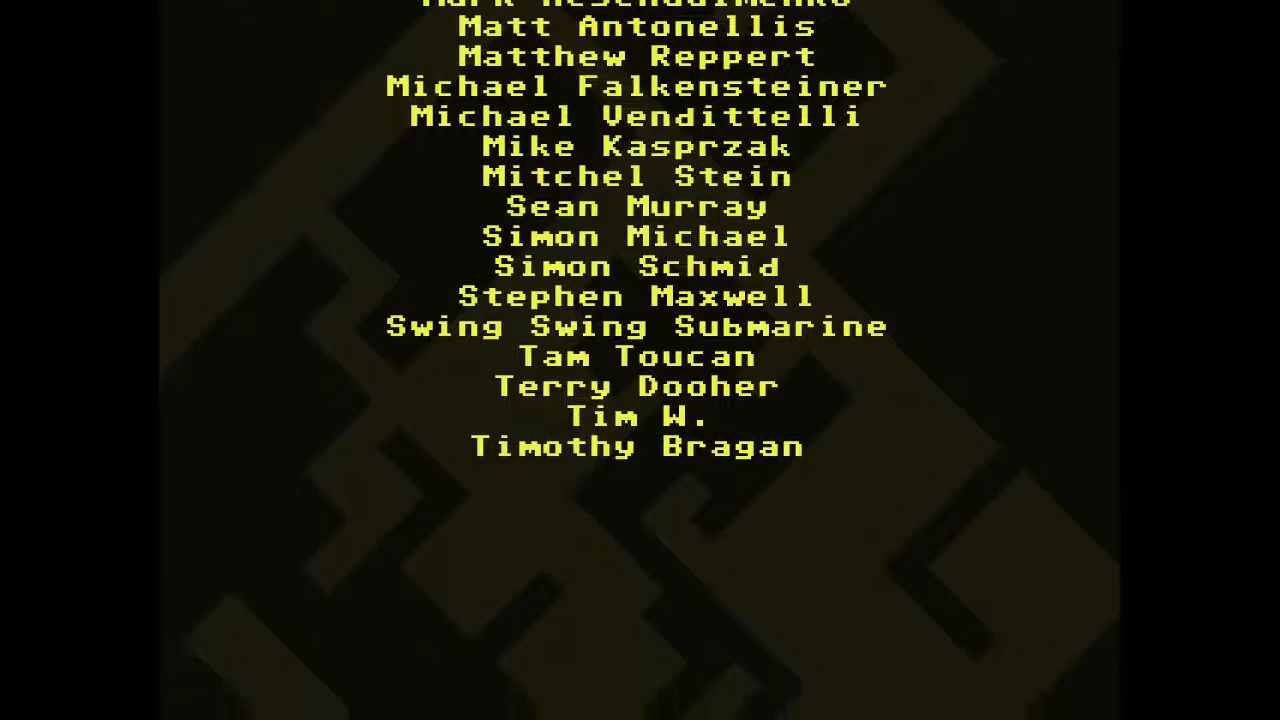 Matt Antonellis
Matthew Reppert
Michael Falkensteiner
Michael Vendittelli
Mike Kasprzak
Mitchel Stein
Sean Murray
Simon Michael
Simon Schmid
Stephen Maxwell
Swing Swing Submarine
Tam Toucan
Terry Dooher
Tim W.
Timothy Bragan